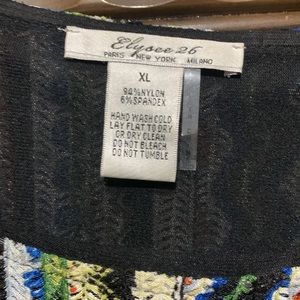 Elysee 26
PARIS NEW YORK MILANO
XL
94%NYLON
6%SPANDEX
HAND WASH COLD
LAY FLAT TO DRY
OR DRY CLEAN
DO NOT BLEACH
DO NOT TUMBLE